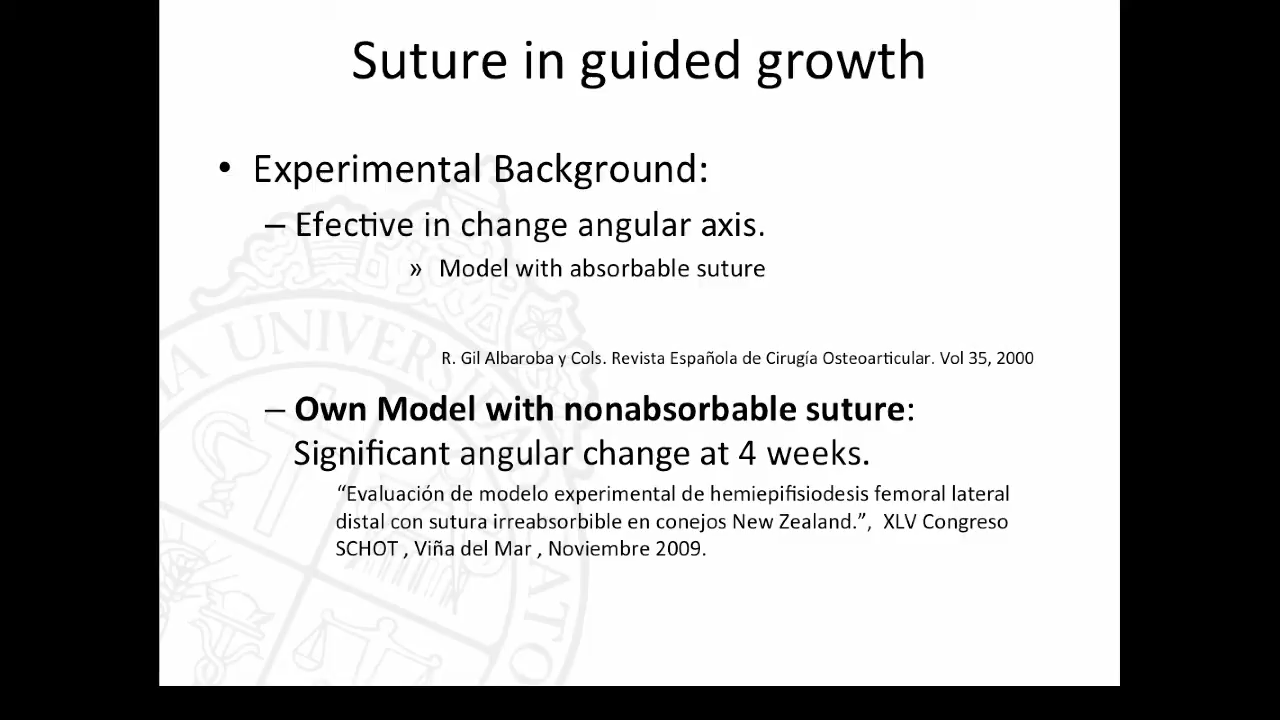 Suture in guided growth
• Experimental Background:
– Efective in change angular axis.
» Model with absorbable suture
R. Gil Albaroba y Cols. Revista Española de Cirugía Osteoarticular. Vol 35, 2000
– Own Model with nonabsorbable suture:
Significant angular change at 4 weeks.
“Evaluación de modelo experimental de hemiepifisiodesis femoral lateral
distal con sutura irreabsorbible en conejos New Zealand.”, XLV Congreso
SCHOT , Viña del Mar , Noviembre 2009.
UNIVER